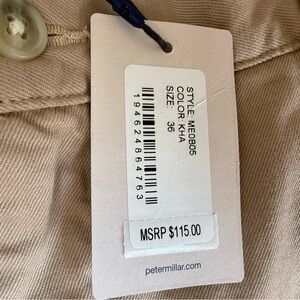 STYLE: ME0B05
COLOR: KHA
SIZE: 36
194624864763
MSRP $115.00
petermillar.com